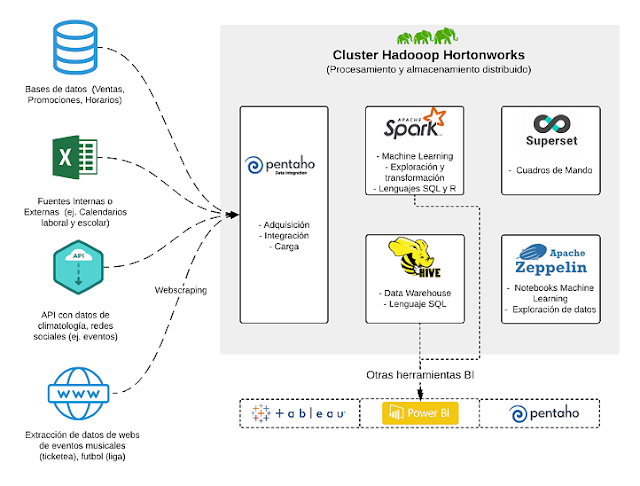 Bases de datos (Ventas,
Promociones, Horarios)
X
Fuentes Internas o
Externas (ej. Calendarios
laboral y escolar)
API
API con datos de
climatología, redes
sociales (ej. eventos)
WWW
Extracción de datos de webs
de eventos musicales
(ticketea), futbol (liga)
Webscraping
Cluster Hadooop Hortonworks
(Procesamiento y almacenamiento distribuido)
pentaho
Data Integration
- Adquisición
- Integración
- Carga
APACHE
Spark
- Machine Learning
- Exploración y
transformación
- Lenguajes SQL y R
Superset
- Cuadros de Mando
HIVE
- Data Warehouse
- Lenguaje SQL
Apache
Zeppelin
- Notebooks Machine
Learning
- Exploración de datos
Otras herramientas BI
tableau
Power BI
pentaho